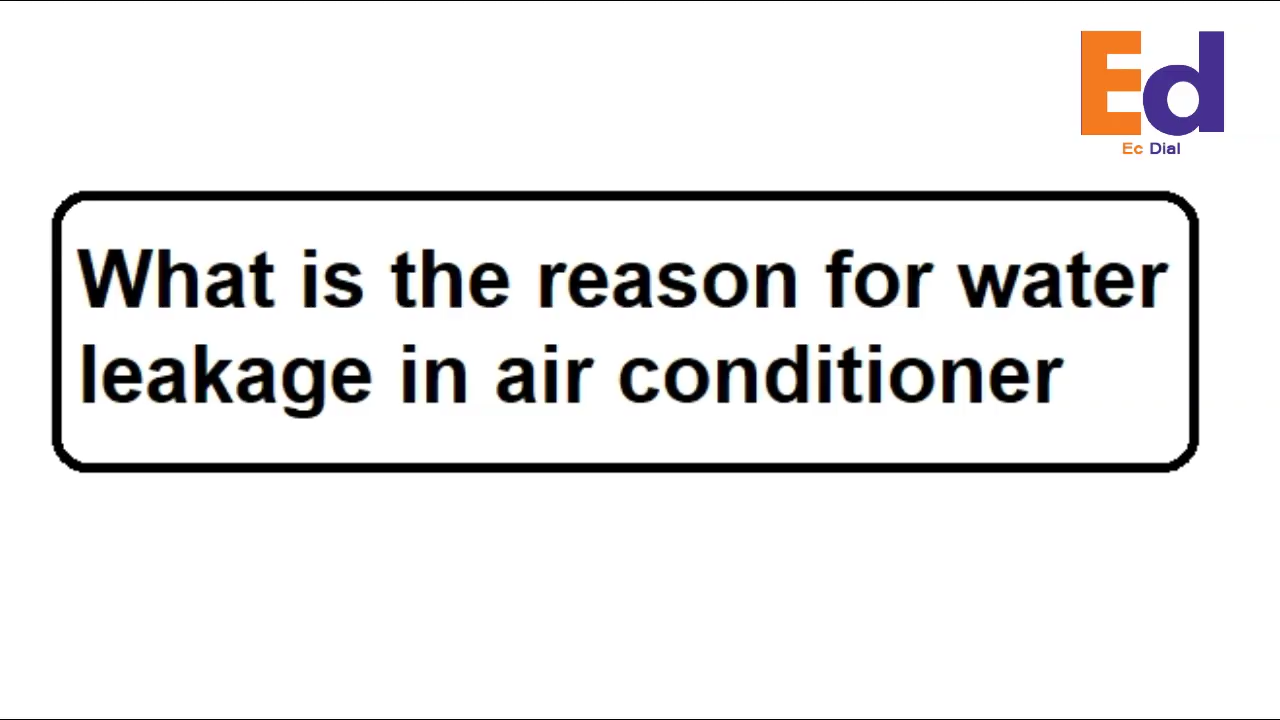 Ed
Ec Dial
What is the reason for water
leakage in air conditioner